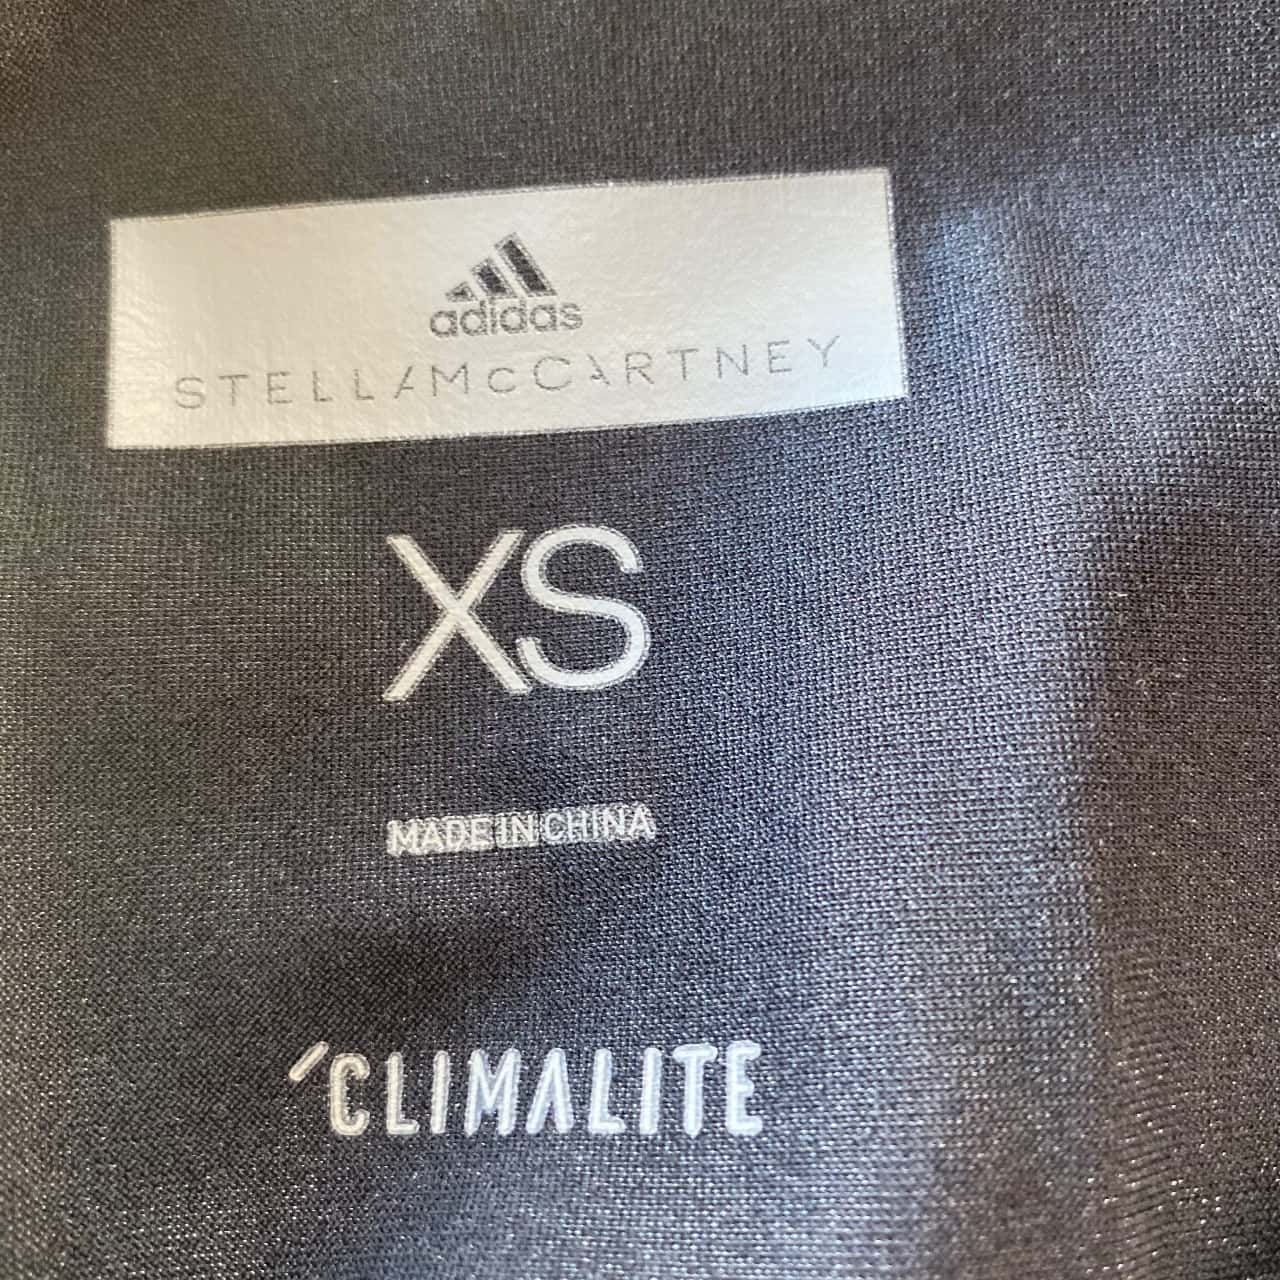 adidas
STELLAMcCARTNEY
XS
MADE IN CHINA
CLIMALITE